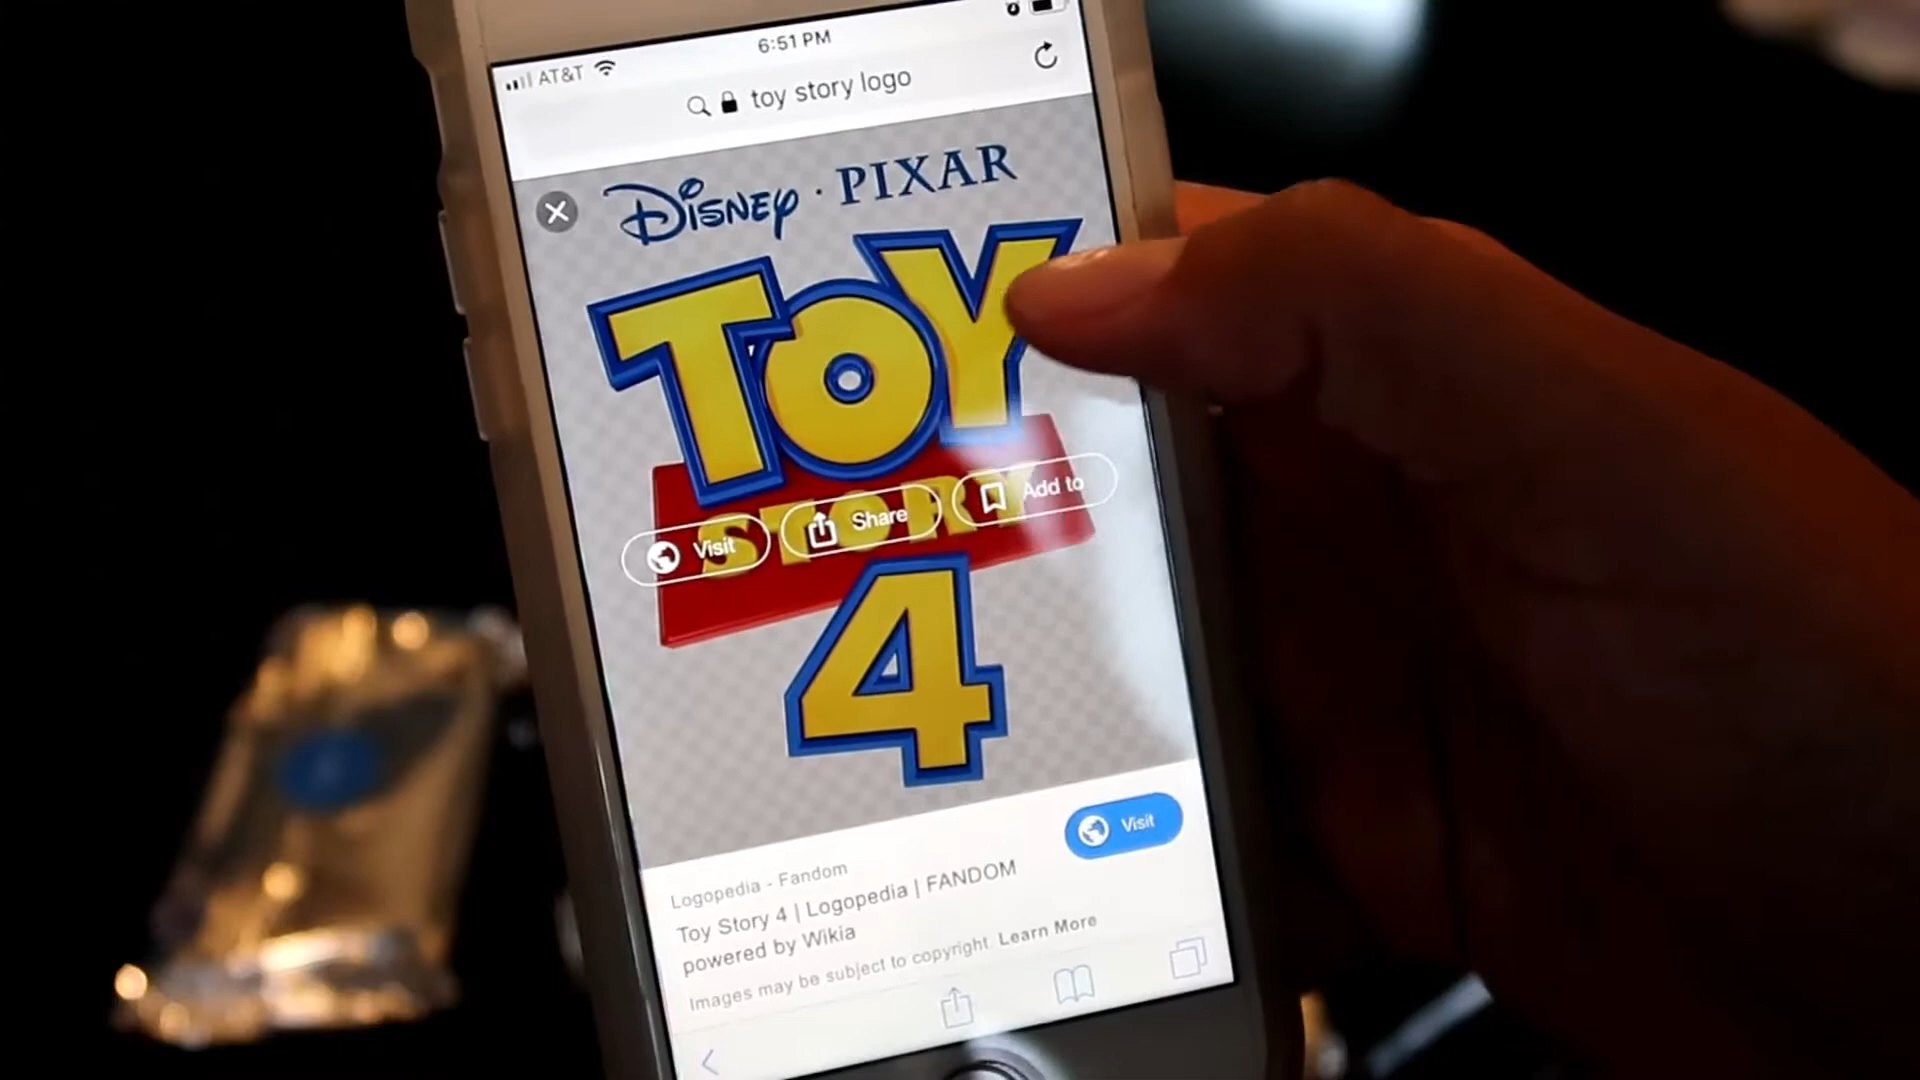 6:51 PM
AT&T
toy story logo
Disney · PIXAR
TOY
STORY
4
Visit
Share
Add to
Visit
Logopedia - Fandom
Toy Story 4 | Logopedia | FANDOM
powered by Wikia
Images may be subject to copyright Learn More